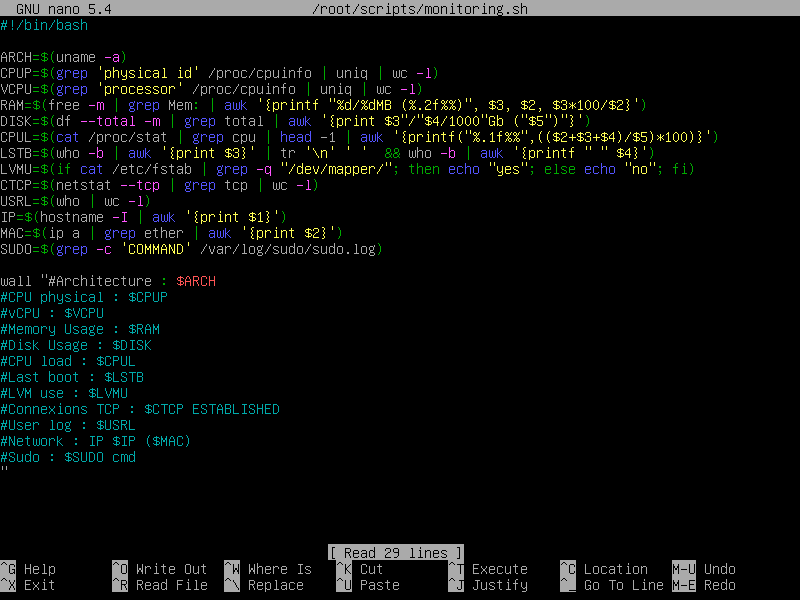 GNU nano 5.4 /root/scripts/monitoring.sh
#!/bin/bash
ARCH=$(uname -a)
CPUP=$(grep 'physical id' /proc/cpuinfo | uniq | wc -l)
VCPU=$(grep 'processor' /proc/cpuinfo | uniq | wc -l)
RAM=$(free -m | grep Mem: | awk '{printf "%d/%dMB (%.2f%%)", $3, $2, $3*100/$2}')
DISK=$(df --total -m | grep total | awk '{print $3"/"$4/1000"Gb ("$5")"}')
CPUL=$(cat /proc/stat | grep cpu | head -1 | awk '{printf("%.1f%%",(($2+$3+$4)/$5)*100)}')
LSTB=$(who -b | awk '{print $3}' | tr '\n' ' ' && who -b | awk '{printf " " $4}')
LVMU=$(if cat /etc/fstab | grep -q "/dev/mapper/"; then echo "yes"; else echo "no"; fi)
CTCP=$(netstat --tcp | grep tcp | wc -l)
USRL=$(who | wc -l)
IP=$(hostname -I | awk '{print $1}')
MAC=$(ip a | grep ether | awk '{print $2}')
SUDO=$(grep -c 'COMMAND' /var/log/sudo/sudo.log)
wall "#Architecture : $ARCH
#CPU physical : $CPUP
#vCPU : $VCPU
#Memory Usage : $RAM
#Disk Usage : $DISK
#CPU load : $CPUL
#Last boot : $LSTB
#LVM use : $LVMU
#Connexions TCP : $CTCP ESTABLISHED
#User log : $USRL
#Network : IP $IP ($MAC)
#Sudo : $SUDO cmd
"
[ Read 29 lines ]
^G Help ^O Write Out ^W Where Is ^K Cut ^T Execute ^C Location M-U Undo
^X Exit ^R Read File ^\ Replace ^U Paste ^J Justify ^_ Go To Line M-E Redo